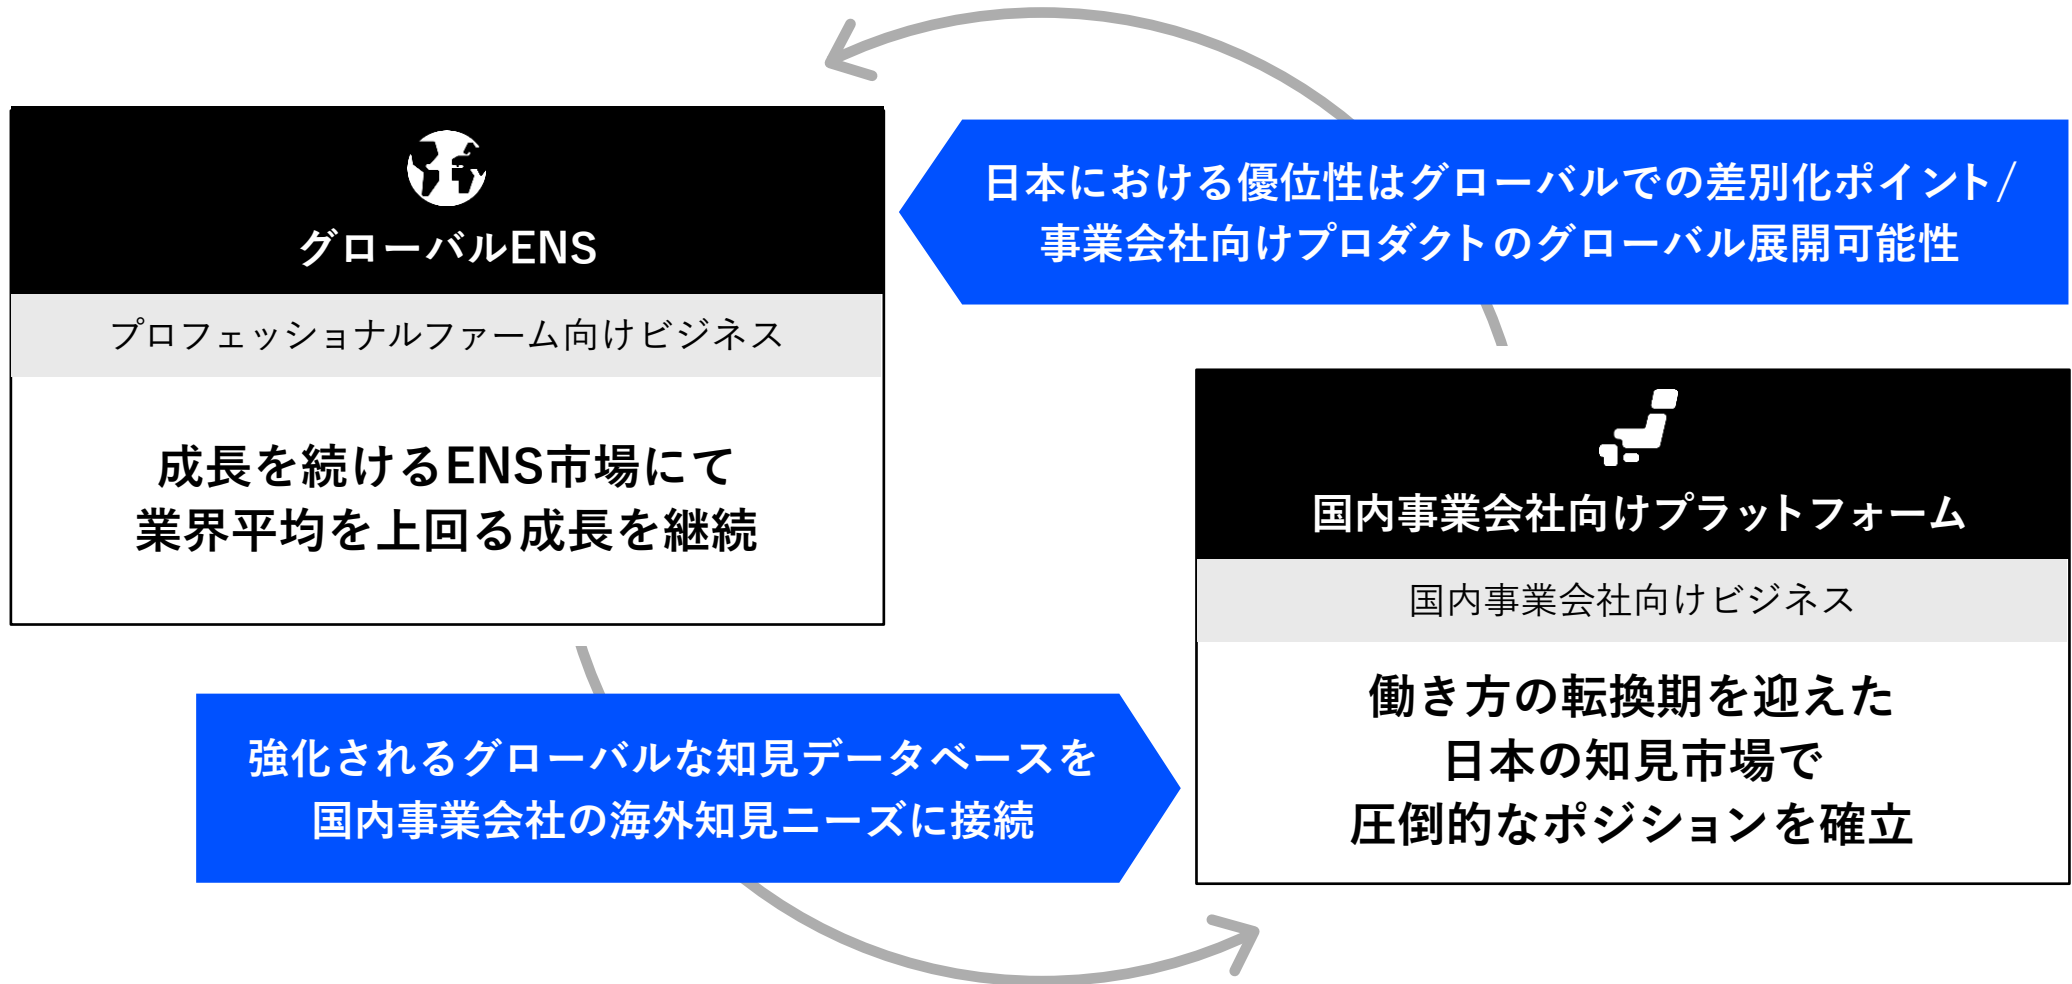 グローバルENS
プロフェッショナルファーム向けビジネス
成長を続けるENS市場にて
業界平均を上回る成長を継続
日本における優位性はグローバルでの差別化ポイント/
事業会社向けプロダクトのグローバル展開可能性
国内事業会社向けプラットフォーム
国内事業会社向けビジネス
働き方の転換期を迎えた
日本の知見市場で
圧倒的なポジションを確立
強化されるグローバルな知見データベースを
国内事業会社の海外知見ニーズに接続